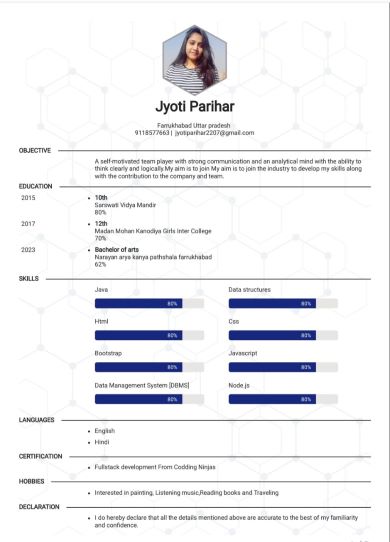 Jyoti Parihar
Farrukhabad Uttar pradesh
9118577663 | jyotiparihar2207@gmail.com
OBJECTIVE
A self-motivated team player with strong communication and an analytical mind with the ability to
think clearly and logically.My aim is to join My aim is to join the industry to develop my skills along
with the contribution to the company and team.
EDUCATION
2015
• 10th
Sarswati Vidya Mandir
80%
2017
• 12th
Madan Mohan Kanodiya Girls Inter College
70%
2023
• Bachelor of arts
Narayan arya kanya pathshala farrukhabad
62%
SKILLS
Java
80%
Data structures
80%
Html
80%
Css
80%
Bootstrap
80%
Javascript
80%
Data Management System [DBMS]
80%
Node.js
80%
LANGUAGES
• English
• Hindi
CERTIFICATION
• Fullstack development From Codding Ninjas
HOBBIES
• Interested in painting, Listening music,Reading books and Traveling
DECLARATION
• I do hereby declare that all the details mentioned above are accurate to the best of my familiarity
and confidence.